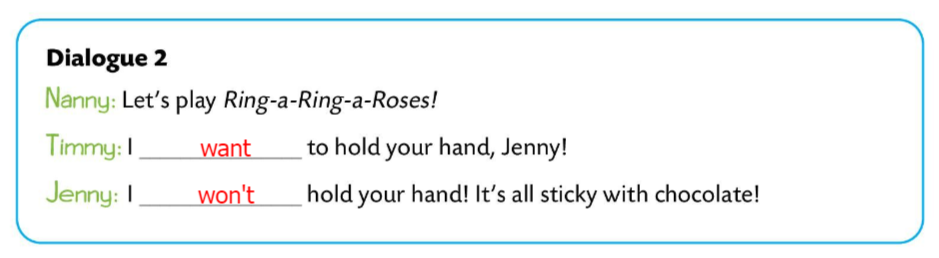 Dialogue 2
Nanny: Let's play Ring-a-Ring-a-Roses!
Timmy: I want to hold your hand, Jenny!
Jenny: I won't hold your hand! It's all sticky with chocolate!